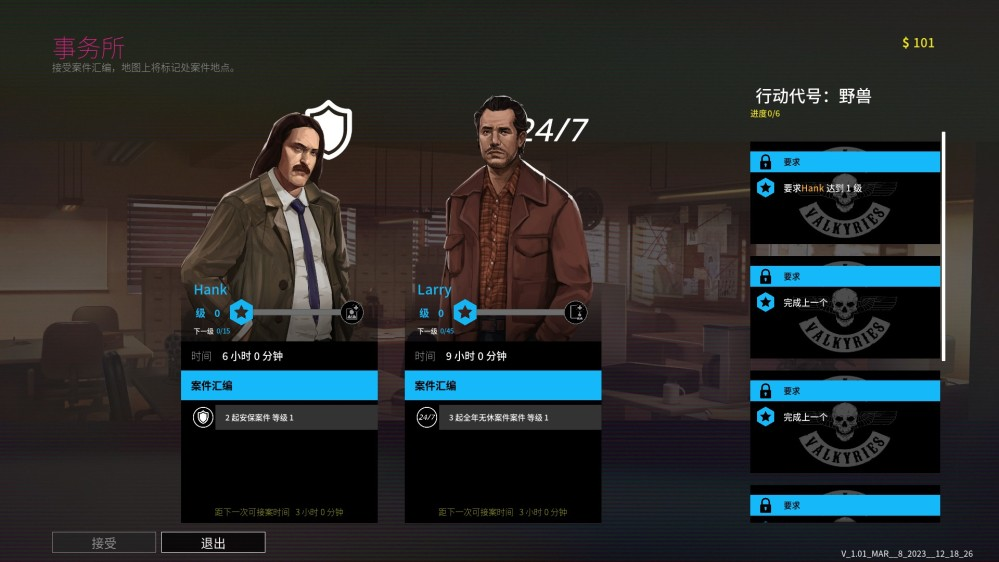 事务所
接受案件汇编，地图上将标记处案件地点。
$ 101
24/7
Hank
级 0
下一级 0/15
时间 6 小时 0 分钟
案件汇编
2 起安保案件 等级 1
距下一次可接案时间 3 小时 0 分钟
Larry
级 0
下一级 0/45
时间 9 小时 0 分钟
案件汇编
24/7
3 起全年无休案件案件 等级 1
距下一次可接案时间 3 小时 0 分钟
行动代号：野兽
进度0/6
要求
要求Hank 达到 1 级
VALKYRIES
要求
完成上一个
VALKYRIES
要求
完成上一个
VALKYRIES
要求
接受
退出
V_1.01_MAR__8_2023__12_18_26